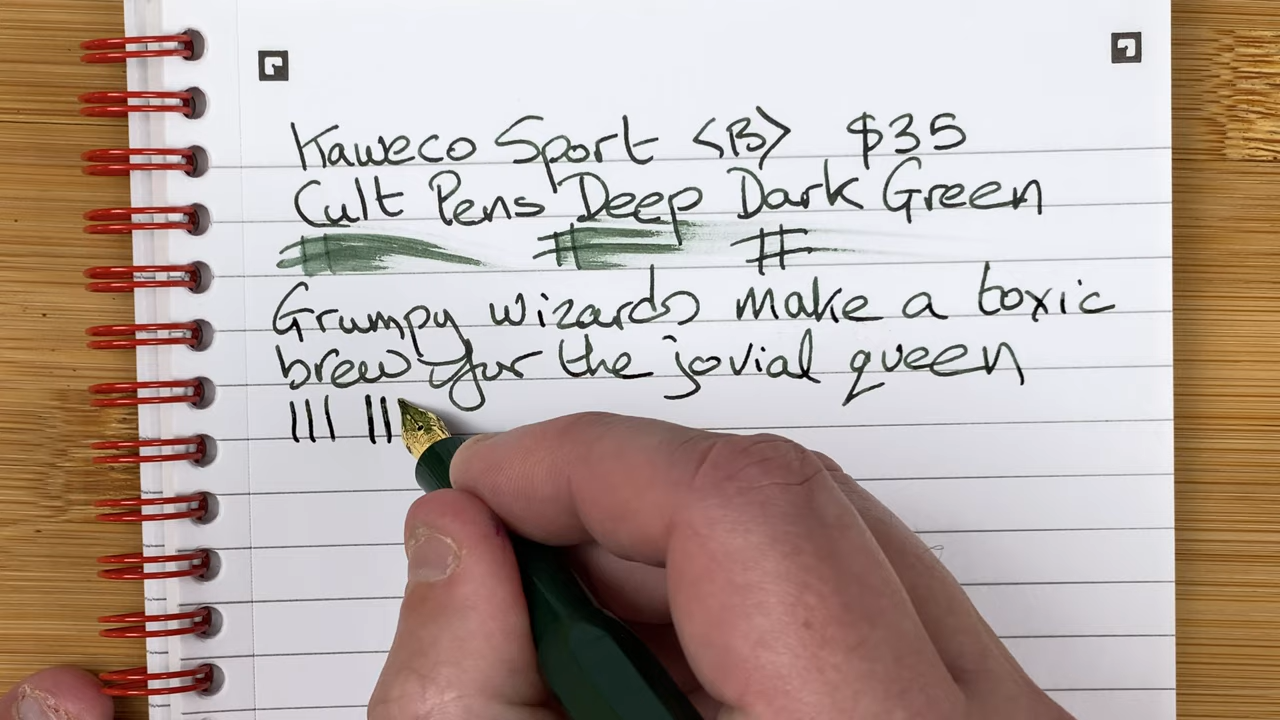 Kaweco Sport <B> $35
Cult Pens Deep Dark Green
# # #
Grumpy wizards make a toxic
brew for the jovial queen
||| ||